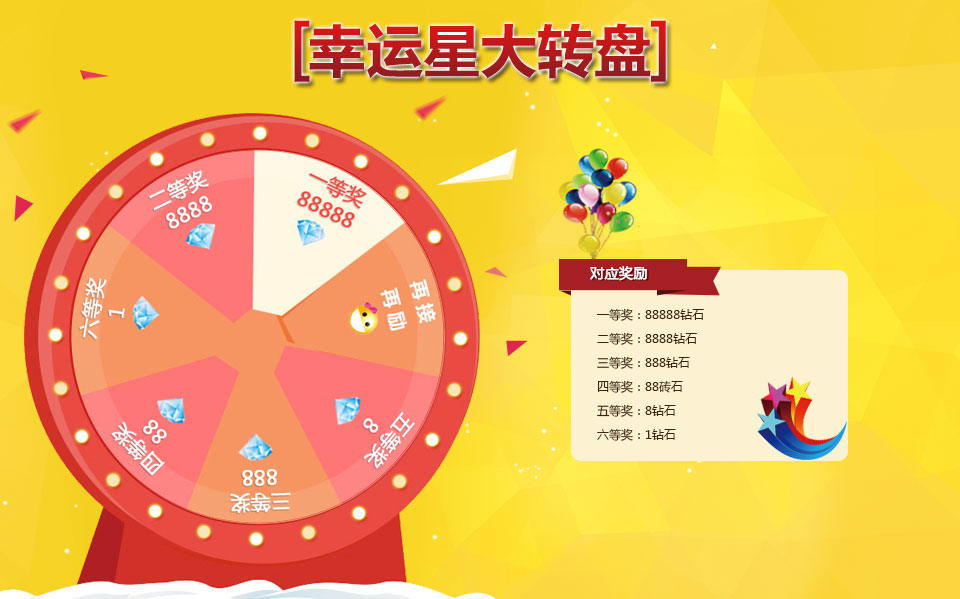 [幸运星大转盘]
一等奖
88888
二等奖
8888
再接
再励
六等奖
1
四等奖
88
五等奖
8
888
三等奖
对应奖励
一等奖：88888钻石
二等奖：8888钻石
三等奖：888钻石
四等奖：88砖石
五等奖：8钻石
六等奖：1钻石